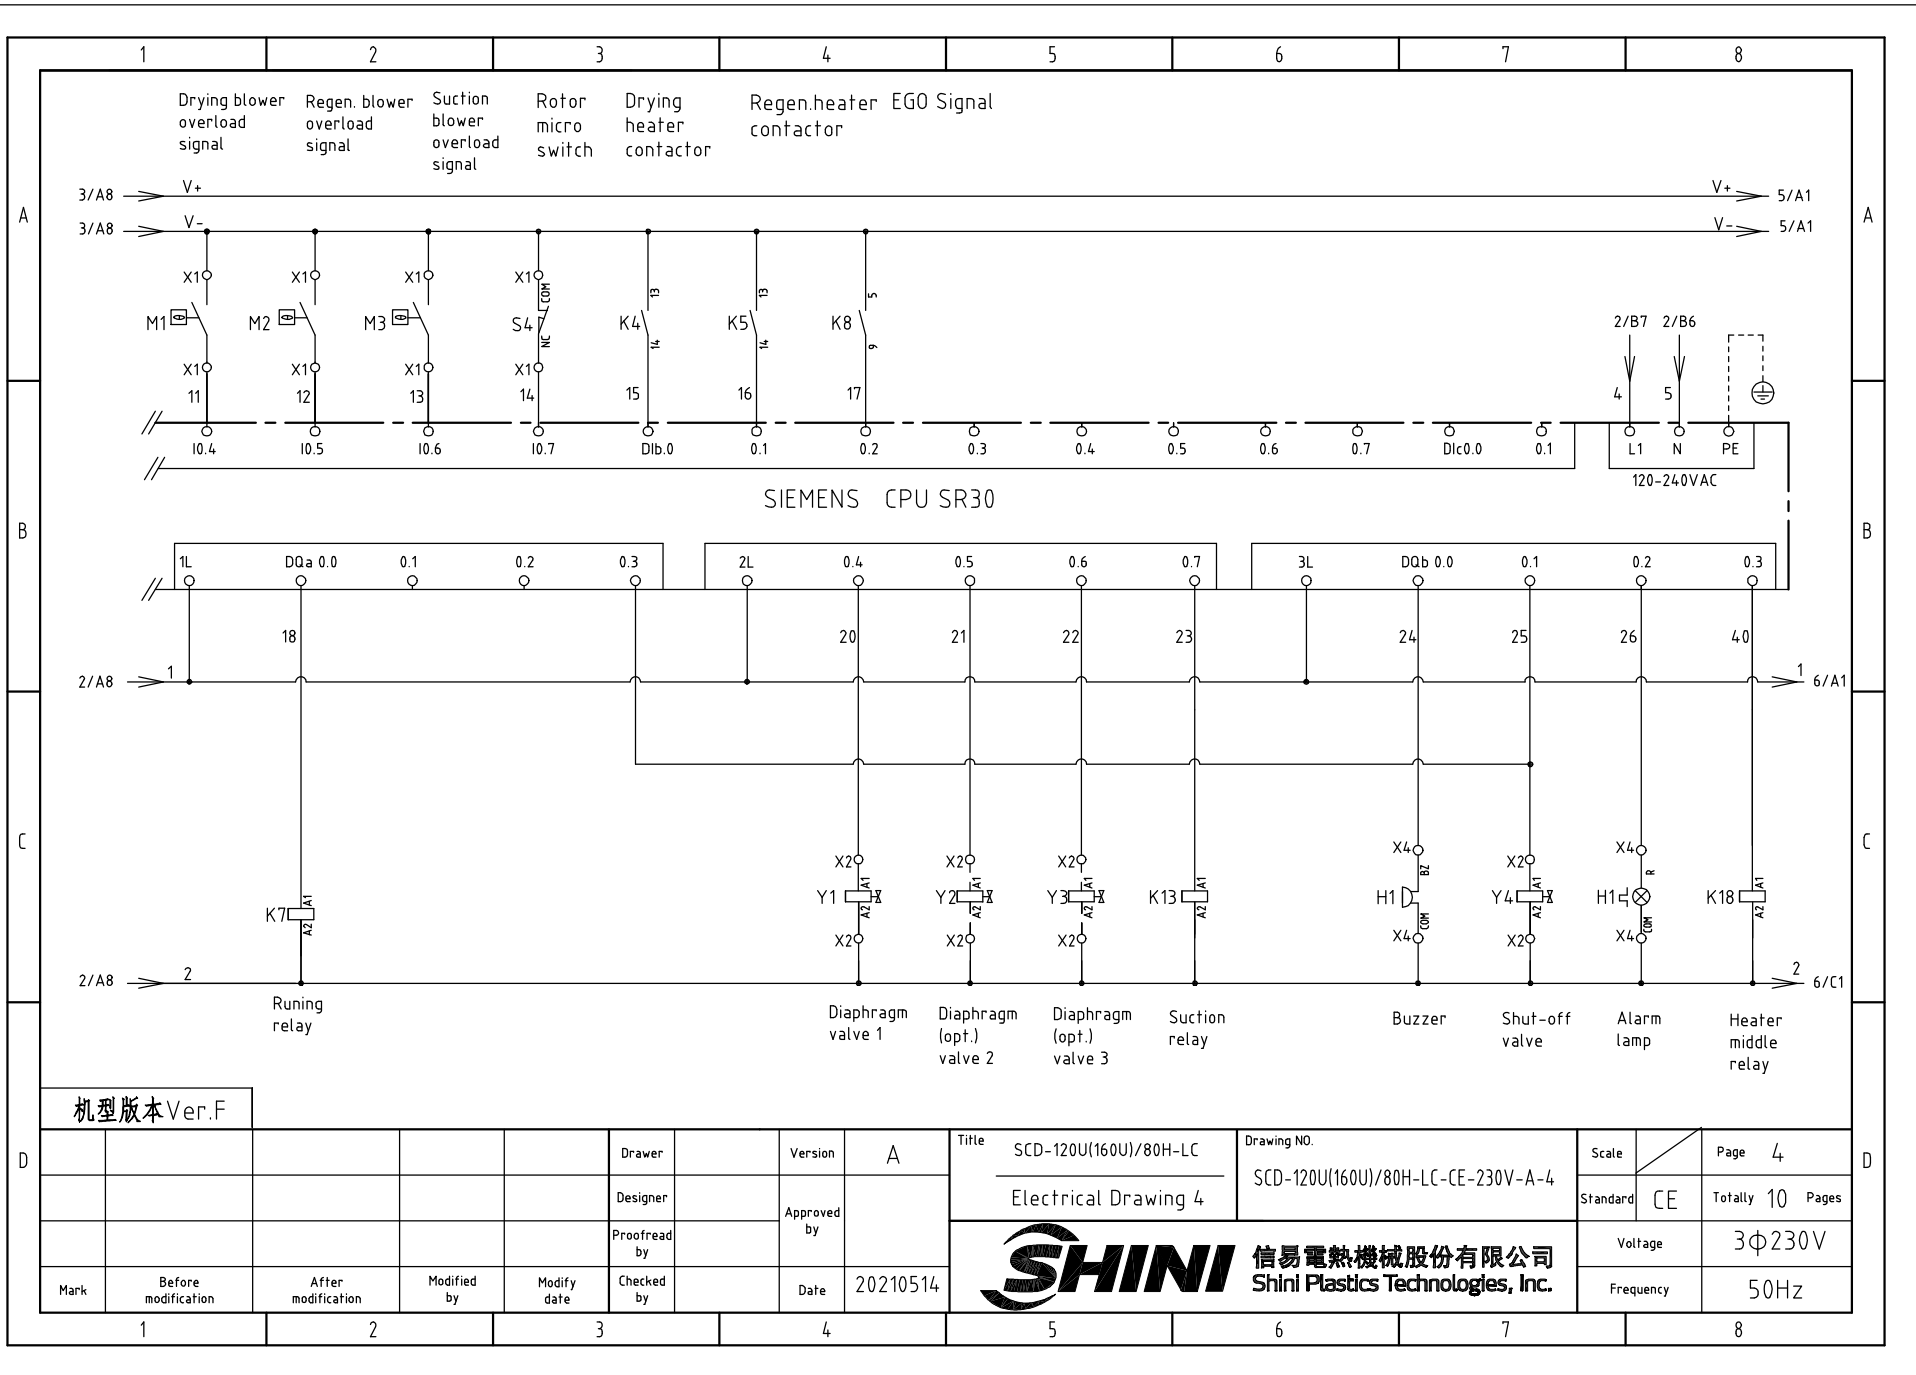 1 2 3 4 5 6 7 8
Drying blower
overload
signal
Regen. blower
overload
signal
Suction
blower
overload
signal
Rotor
micro
switch
Drying
heater
contactor
Regen.heater
contactor
EGO Signal
3/A8 V+ V+ 5/A1
A A
3/A8 V- V- 5/A1
X1 X1 X1 X1
COM 13 13 5
M1 M2 M3 S4 K4 K5 K8
2/B7 2/B6
NC 14 14 9
X1 X1 X1 X1
11 12 13 14 15 16 17 4 5
I0.4 I0.5 I0.6 I0.7 DIb.0 0.1 0.2 0.3 0.4 0.5 0.6 0.7 DIc0.0 0.1 L1 N PE
120-240VAC
SIEMENS CPU SR30
B B
1L DQa 0.0 0.1 0.2 0.3 2L 0.4 0.5 0.6 0.7 3L DQb 0.0 0.1 0.2 0.3
18 20 21 22 23 24 25 26 40
2/A8 1 1 6/A1
C C
X2 X2 X2 X4 X2 X4
A1 A1 A1 A1 A1 BZ A1 R A1
K7 Y1 Y2 Y3 K13 H1 Y4 H1 K18
A2 A2 A2 A2 A2 COM A2 COM A2
X2 X2 X2 X4 X2 X4
2/A8 2 2 6/C1
Runing
relay
Diaphragm
valve 1
Diaphragm
(opt.)
valve 2
Diaphragm
(opt.)
valve 3
Suction
relay
Buzzer
Shut-off
valve
Alarm
lamp
Heater
middle
relay
机型版本Ver.F
D D
Drawer
Designer
Proofread
by
Checked
by
Version A
Approved
by
Date 20210514
Mark
Before
modification
After
modification
Modified
by
Modify
date
Title
SCD-120U(160U)/80H-LC
Electrical Drawing 4
Drawing NO.
SCD-120U(160U)/80H-LC-CE-230V-A-4
SHINI
信易電熱機械股份有限公司
Shini Plastics Technologies, Inc.
Scale
Page 4
Standard CE
Totally 10 Pages
Voltage 3ф230V
Frequency 50Hz
1 2 3 4 5 6 7 8